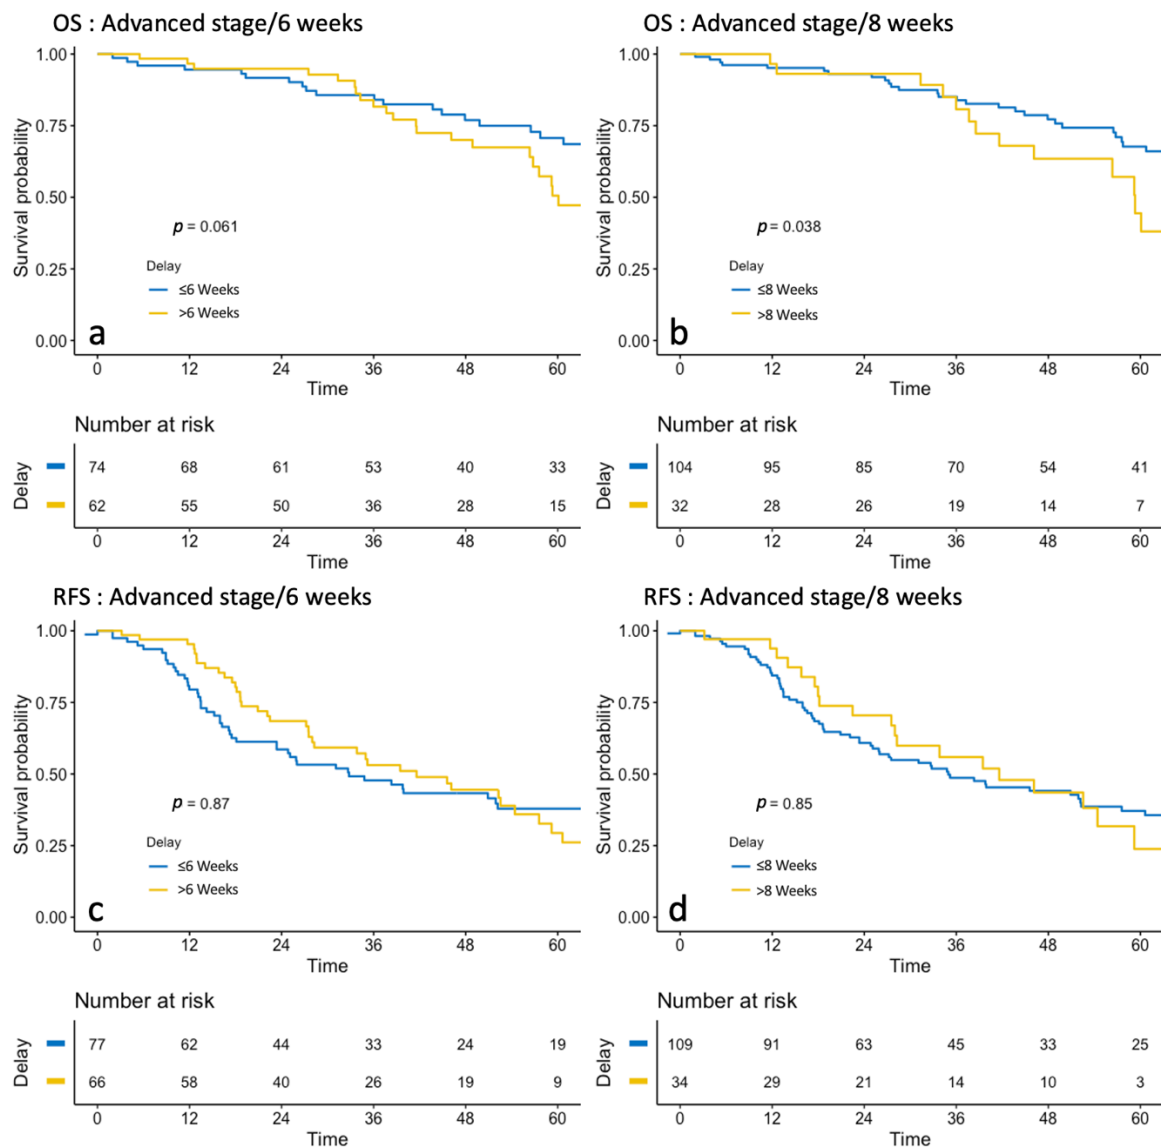 OS : Advanced stage/6 weeks
1.00
0.75
0.50
0.25
0.00
Survival probability
p = 0.061
Delay
≤6 Weeks
>6 Weeks
a
0 12 24 36 48 60
Time
Number at risk
Delay
74 68 61 53 40 33
62 55 50 36 28 15
0 12 24 36 48 60
Time
OS : Advanced stage/8 weeks
1.00
0.75
0.50
0.25
0.00
Survival probability
p = 0.038
Delay
≤8 Weeks
>8 Weeks
b
0 12 24 36 48 60
Time
Number at risk
Delay
104 95 85 70 54 41
32 28 26 19 14 7
0 12 24 36 48 60
Time
RFS : Advanced stage/6 weeks
1.00
0.75
0.50
0.25
0.00
Survival probability
p = 0.87
Delay
≤6 Weeks
>6 Weeks
c
0 12 24 36 48 60
Time
Number at risk
Delay
77 62 44 33 24 19
66 58 40 26 19 9
0 12 24 36 48 60
Time
RFS : Advanced stage/8 weeks
1.00
0.75
0.50
0.25
0.00
Survival probability
p = 0.85
Delay
≤8 Weeks
>8 Weeks
d
0 12 24 36 48 60
Time
Number at risk
Delay
109 91 63 45 33 25
34 29 21 14 10 3
0 12 24 36 48 60
Time